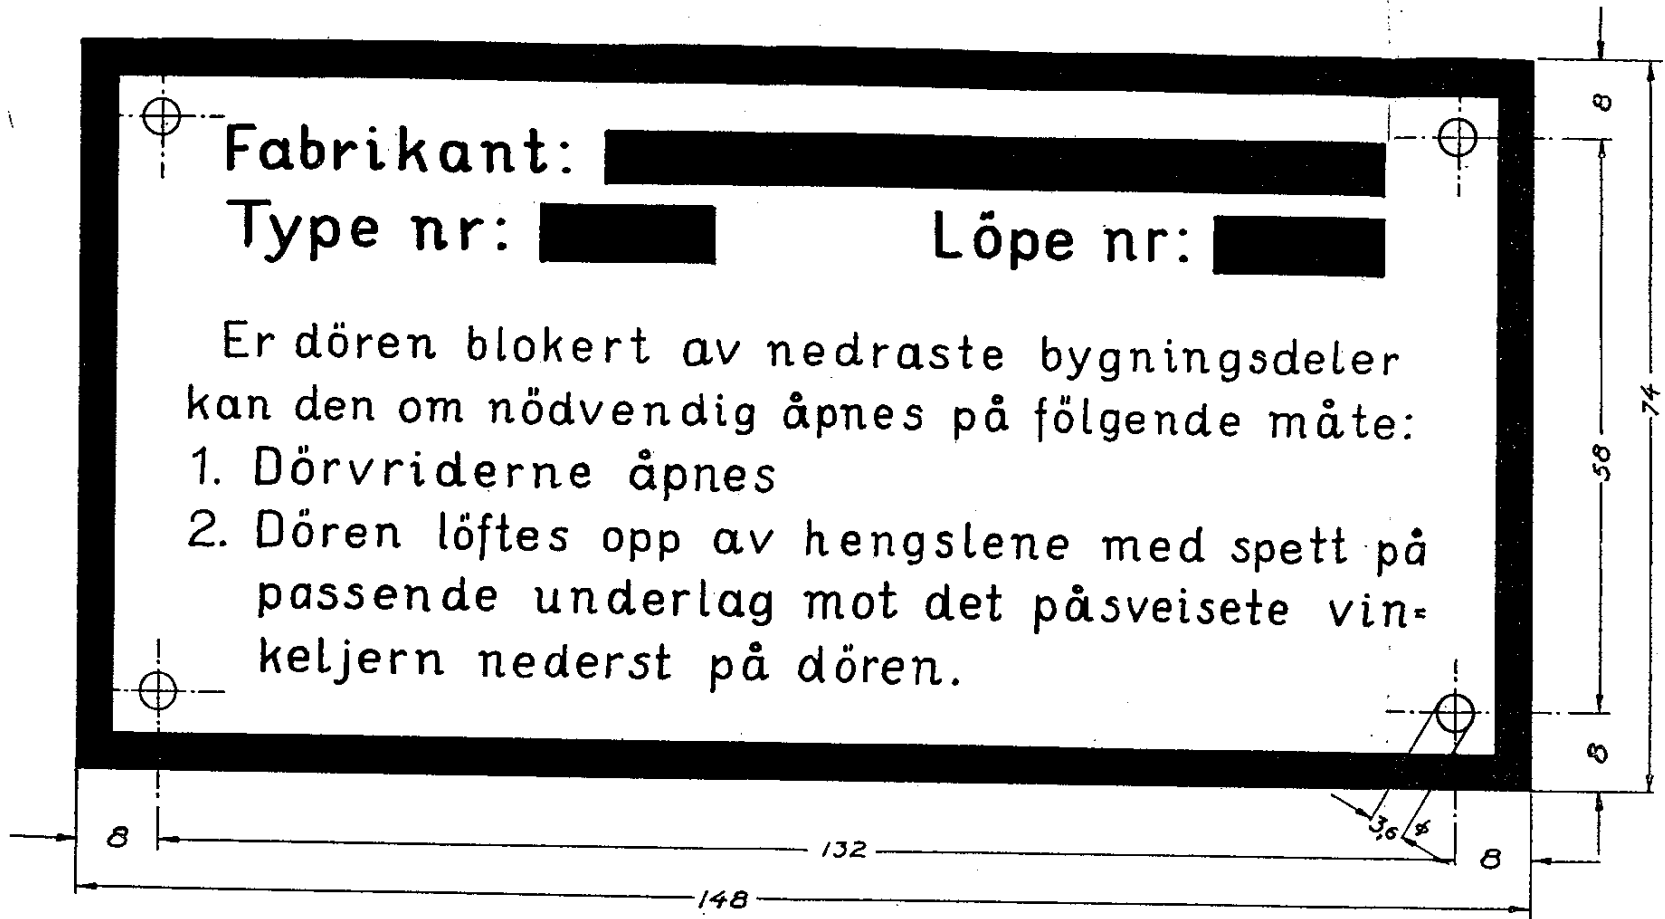 Fabrikant:
Type nr: Löpe nr:
Er dören blokert av nedraste bygningsdeler
kan den om nödvendig åpnes på fölgende måte:
1. Dörvriderne åpnes
2. Dören löftes opp av hengslene med spett på
passende underlag mot det påsveisete vin=
keljern nederst på dören.
8
58
74
8
8
132
3,6 ø
8
148